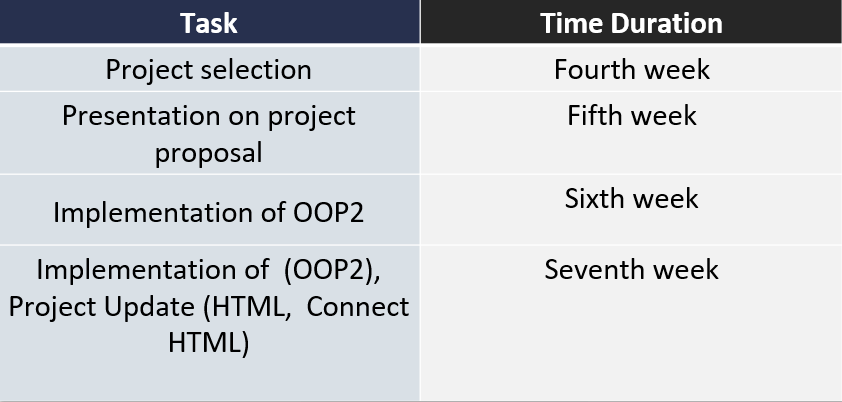 Task
Time Duration
Project selection
Fourth week
Presentation on project
proposal
Fifth week
Implementation of OOP2
Sixth week
Implementation of  (OOP2),
Project Update (HTML,  Connect
HTML)
Seventh week